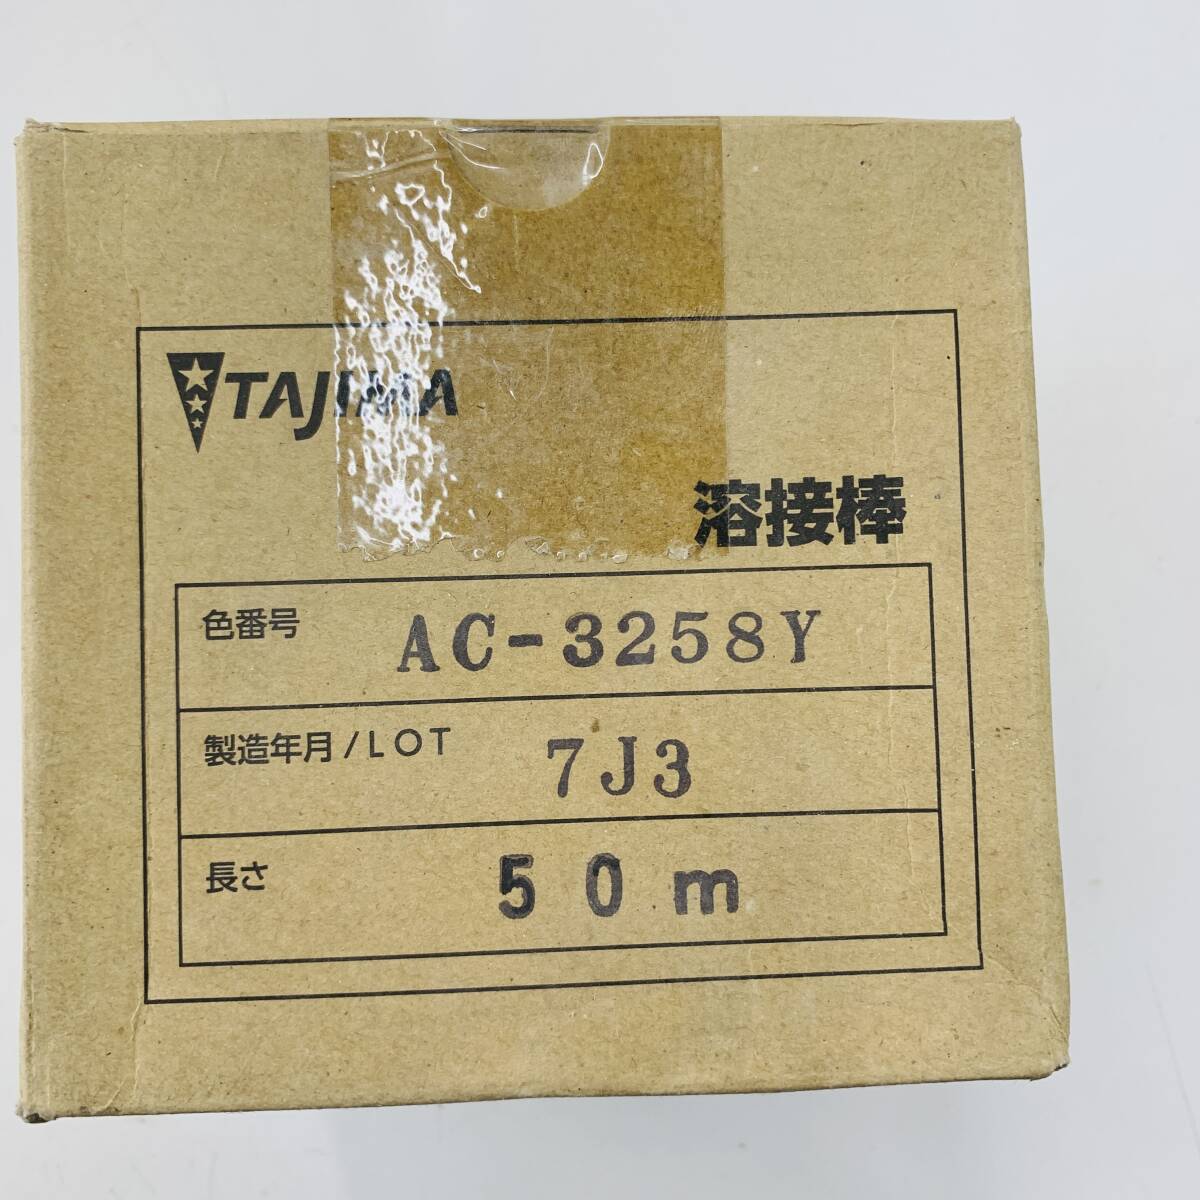 TAJIMA
溶接棒
色番号 AC-3258Y
製造年月/LOT 7J3
長さ 50m